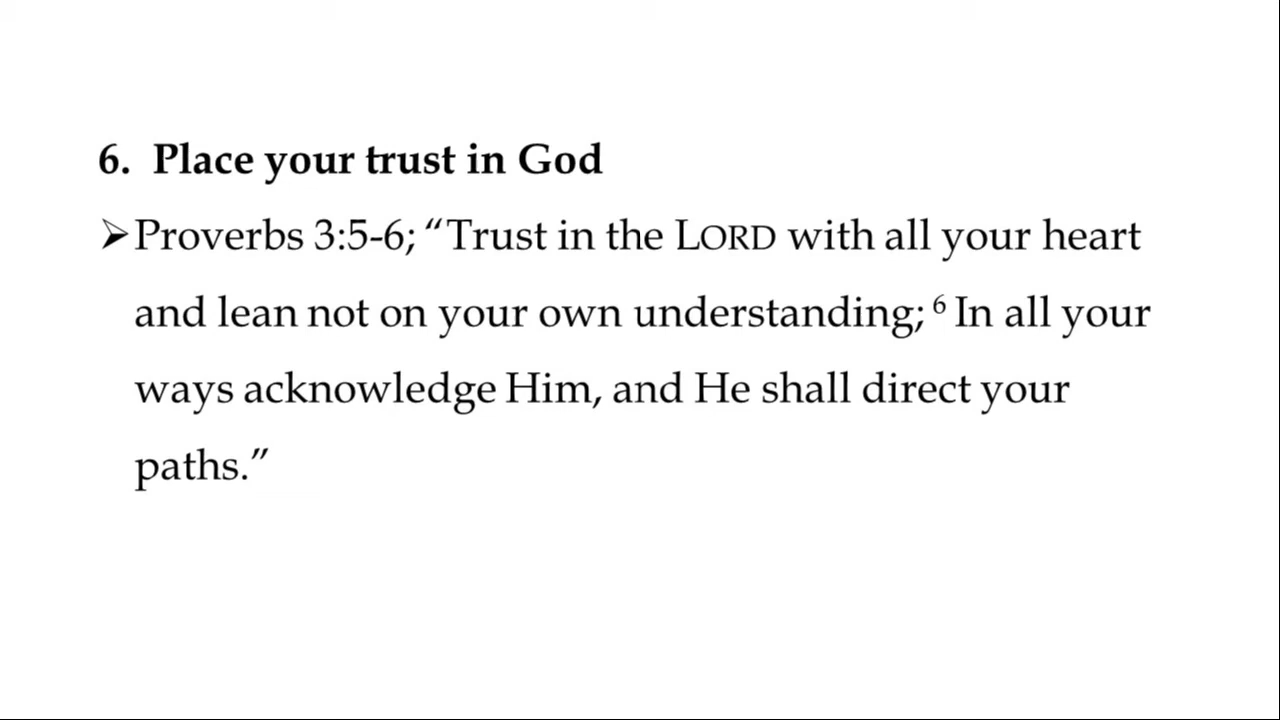 6. Place your trust in God
➢Proverbs 3:5-6; “Trust in the LORD with all your heart
and lean not on your own understanding; ⁶ In all your
ways acknowledge Him, and He shall direct your
paths.”